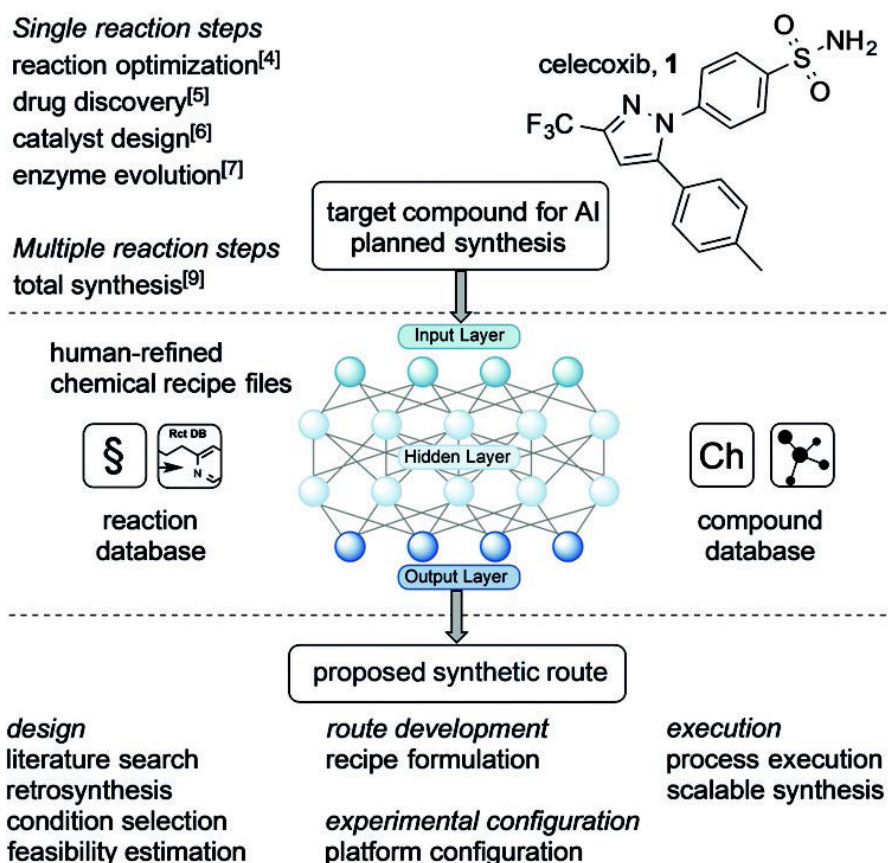 Single reaction steps
reaction optimization[4]
drug discovery[5]
catalyst design[6]
enzyme evolution[7]
Multiple reaction steps
total synthesis[9]
celecoxib, 1
O
NH2
S
O
N
N
F3C
target compound for AI
planned synthesis
human-refined
chemical recipe files
§
Rct DB
N
reaction
database
Input Layer
Hidden Layer
Output Layer
Ch
compound
database
proposed synthetic route
design
literature search
retrosynthesis
condition selection
feasibility estimation
route development
recipe formulation
experimental configuration
platform configuration
execution
process execution
scalable synthesis